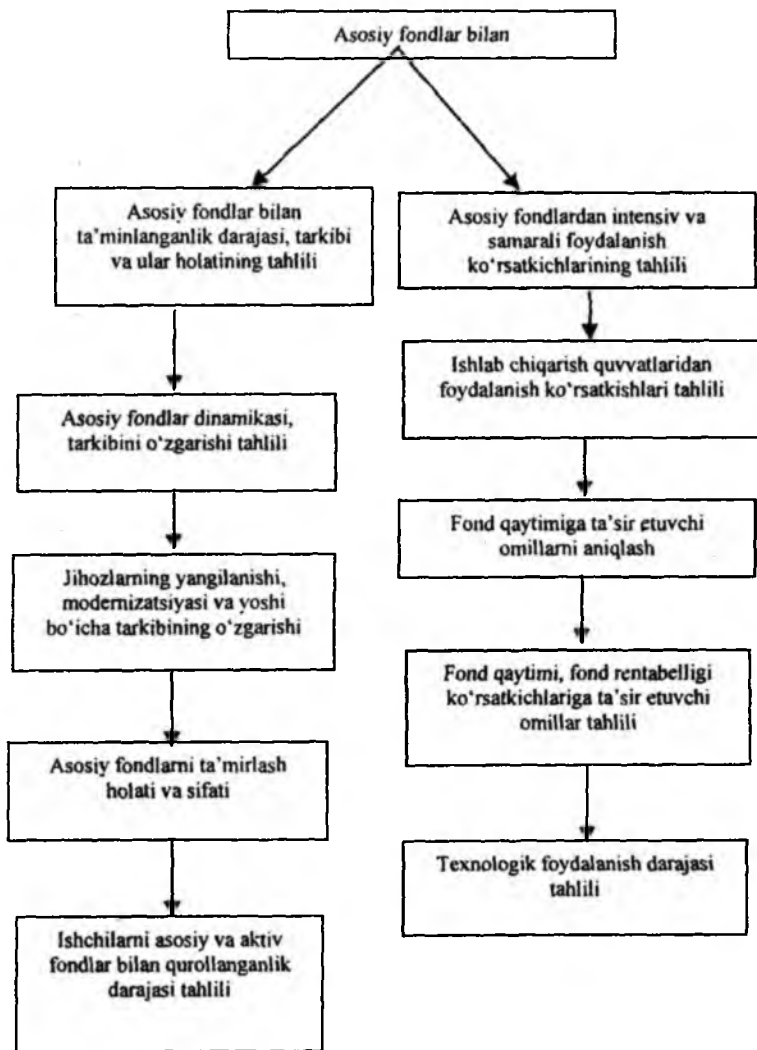 Asosiy fondlar bilan
Asosiy fondlar bilan
ta'minlanganlik darajasi, tarkibi
va ular holatining tahlili
Asosiy fondlar dinamikasi,
tarkibini o'zgarishi tahlili
Jihozlarning yangilanishi,
modernizatsiyasi va yoshi
bo'icha tarkibining o'zgarishi
Asosiy fondlarni ta'mirlash
holati va sifati
Ishchilarni asosiy va aktiv
fondlar bilan qurollanganlik
darajasi tahlili
Asosiy fondlardan intensiv va
samarali foydalanish
ko'rsatkichlarining tahlili
Ishlab chiqarish quvvatlaridan
foydalanish ko'rsatkishlari tahlili
Fond qaytimiga ta'sir etuvchi
omillarni aniqlash
Fond qaytimi, fond rentabelligi
ko'rsatkichlariga ta'sir etuvchi
omillar tahlili
Texnologik foydalanish darajasi
tahlili